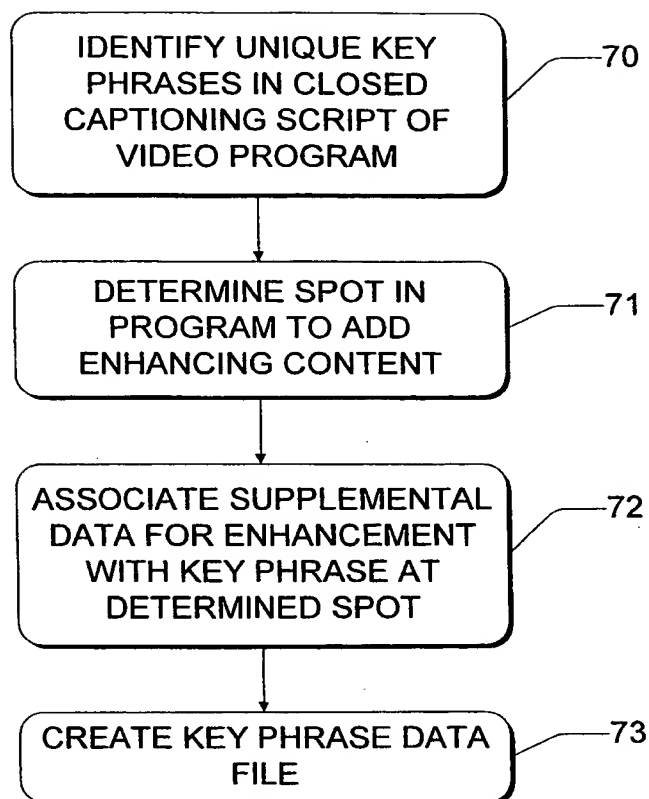 IDENTIFY UNIQUE KEY
PHRASES IN CLOSED
CAPTIONING SCRIPT OF
VIDEO PROGRAM
70
DETERMINE SPOT IN
PROGRAM TO ADD
ENHANCING CONTENT
71
ASSOCIATE SUPPLEMENTAL
DATA FOR ENHANCEMENT
WITH KEY PHRASE AT
DETERMINED SPOT
72
CREATE KEY PHRASE DATA
FILE
73